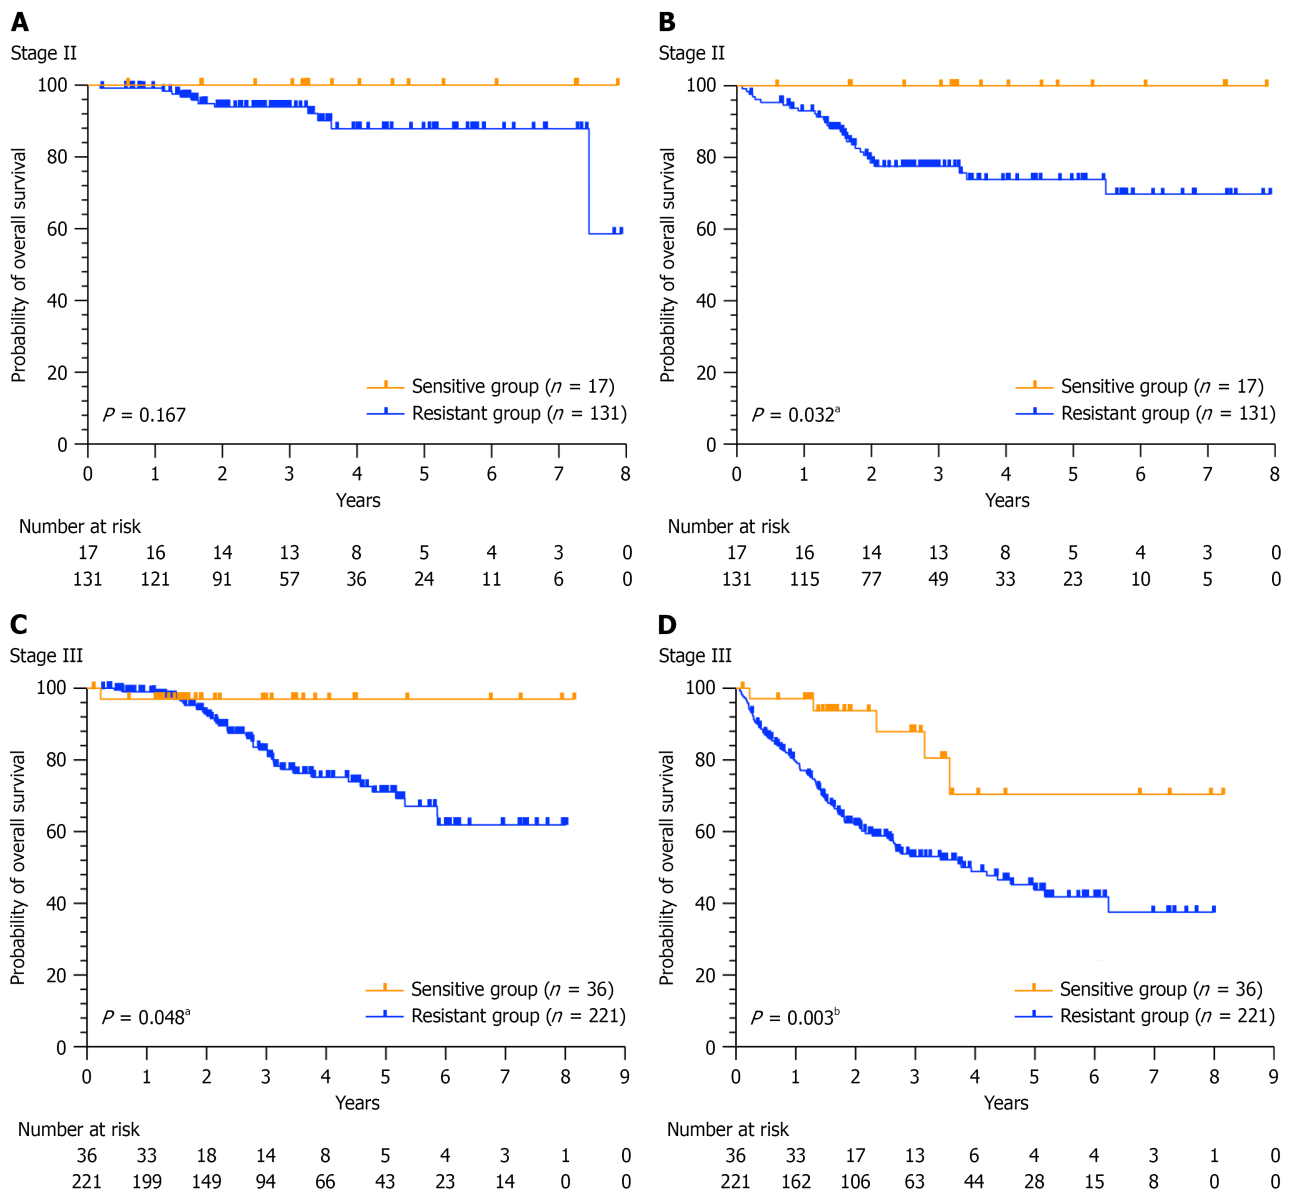 A
Stage II
Probability of overall survival
100
80
60
40
20
0
Sensitive group (n = 17)
Resistant group (n = 131)
P = 0.167
0 1 2 3 4 5 6 7 8
Years
Number at risk
17 16 14 13 8 5 4 3 0
131 121 91 57 36 24 11 6 0
B
Stage II
Probability of overall survival
100
80
60
40
20
0
Sensitive group (n = 17)
Resistant group (n = 131)
P = 0.032ᵃ
0 1 2 3 4 5 6 7 8
Years
Number at risk
17 16 14 13 8 5 4 3 0
131 115 77 49 33 23 10 5 0
C
Stage III
Probability of overall survival
100
80
60
40
20
0
Sensitive group (n = 36)
Resistant group (n = 221)
P = 0.048ᵃ
0 1 2 3 4 5 6 7 8 9
Years
Number at risk
36 33 18 14 8 5 4 3 1 0
221 199 149 94 66 43 23 14 0 0
D
Stage III
Probability of overall survival
100
80
60
40
20
0
Sensitive group (n = 36)
Resistant group (n = 221)
P = 0.003ᵇ
0 1 2 3 4 5 6 7 8 9
Years
Number at risk
36 33 17 13 6 4 4 3 1 0
221 162 106 63 44 28 15 8 0 0